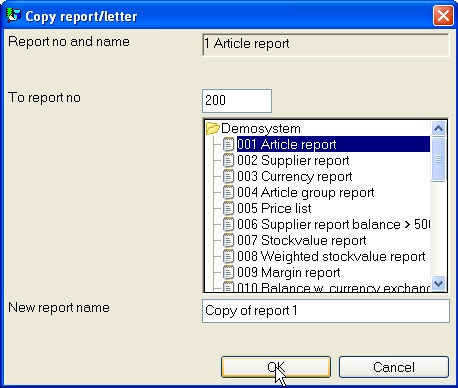 Copy report/letter
Report no and name
1 Article report
To report no
200
Demosystem
001 Article report
002 Supplier report
003 Currency report
004 Article group report
005 Price list
006 Supplier report balance > 500
007 Stockvalue report
008 Weighted stockvalue report
009 Margin report
010 Balance w. currency exchan
New report name
Copy of report 1
OK
Cancel